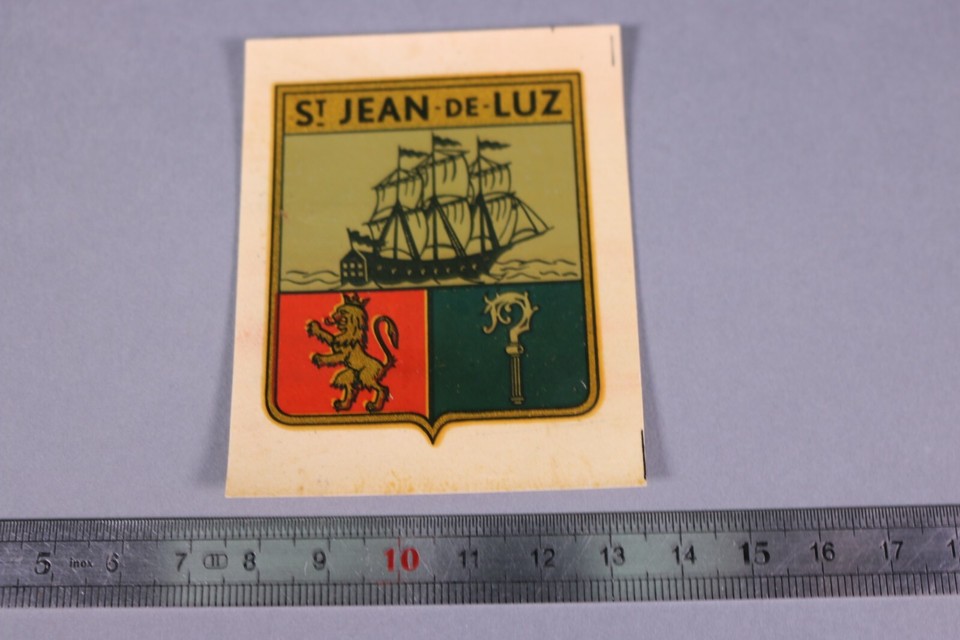 ST JEAN-DE-LUZ
5 inox 6 7 8 9 10 11 12 13 14 15 16 17